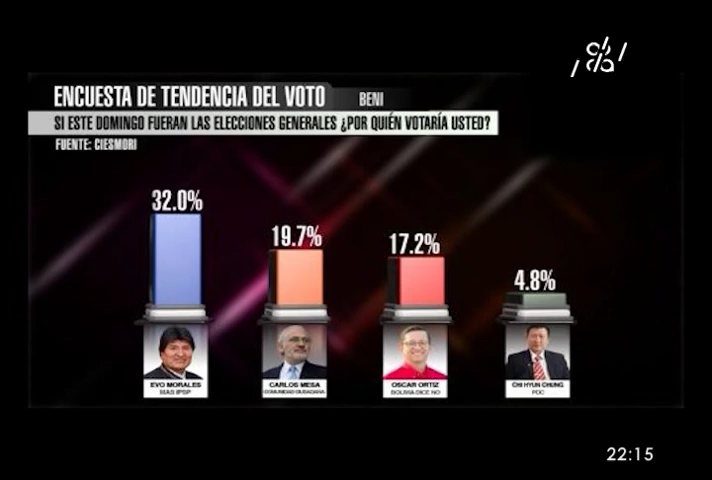 ENCUESTA DE TENDENCIA DEL VOTO BENI
SI ESTE DOMINGO FUERAN LAS ELECCIONES GENERALES ¿POR QUIÉN VOTARÍA USTED?
FUENTE: CIESMORI
32.0%
19.7%
17.2%
4.8%
EVO MORALES
MAS IPSP
CARLOS MESA
COMUNIDAD CIUDADANA
OSCAR ORTIZ
BOLIVIA DICE NO
CHI HYUN CHUNG
PDC
22:15